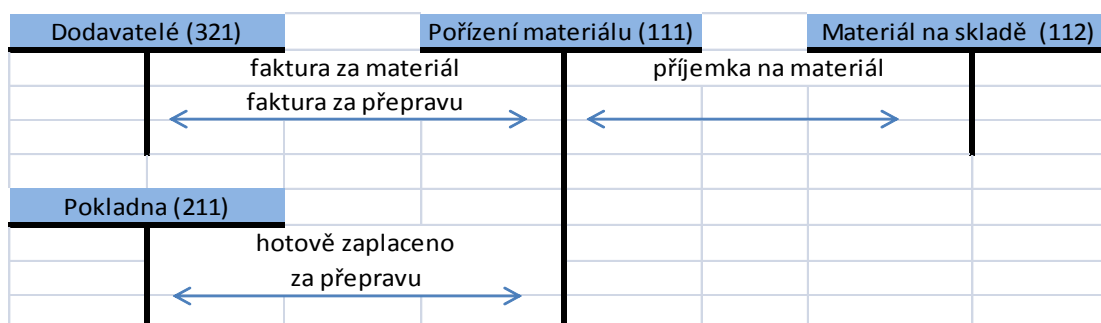 Dodavatelé (321) Pořízení materiálu (111) Materiál na skladě (112)
faktura za materiál příjemka na materiál
faktura za přepravu
Pokladna (211)
hotově zaplaceno
za přepravu